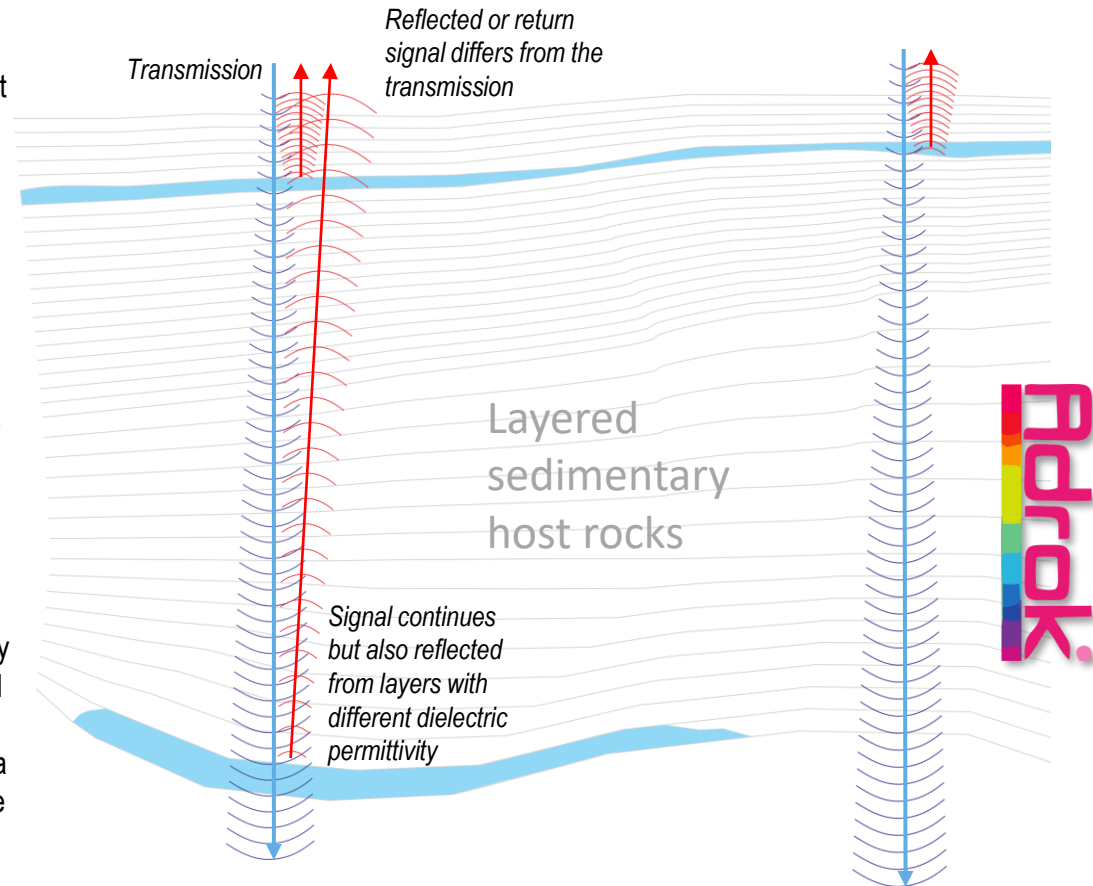 Transmission
Reflected or return
signal differs from the
transmission
Layered
sedimentary
host rocks
Signal continues
but also reflected
from layers with
different dielectric
permittivity
Adrok